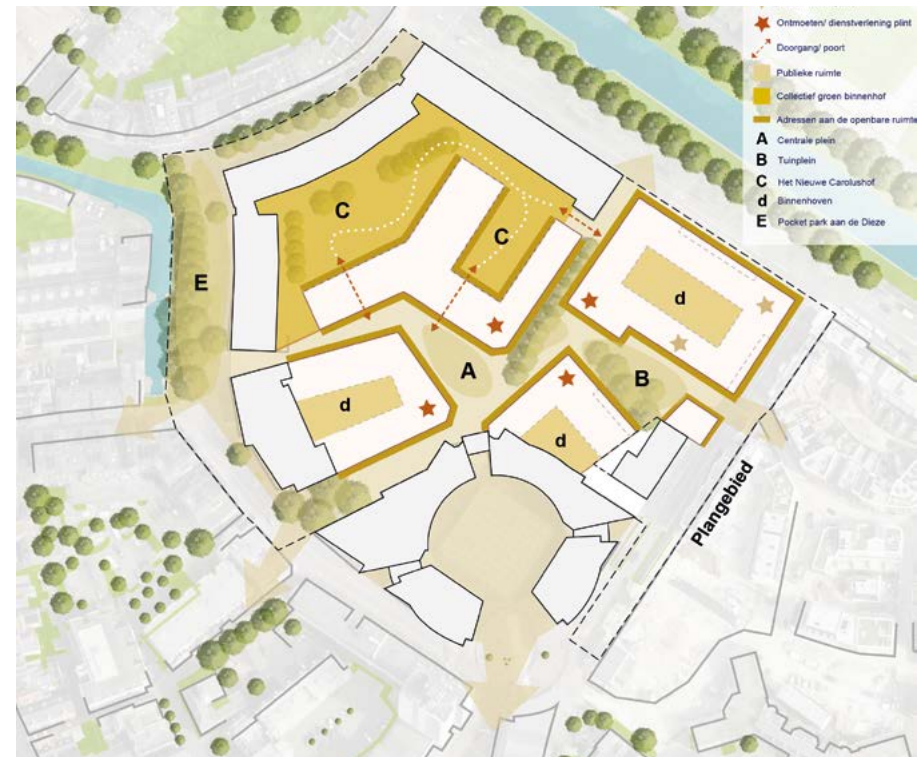 Ontmoeten/ dienstverlening plint
Doorgang/ poort
Publieke ruimte
Collectief groen binnenhof
Adressen aan de openbare ruimte
A Centrale plein
B Tuinplein
C Het Nieuwe Carolushof
d Binnenhoven
E Pocket park aan de Dieze
C
C
E
d
A
B
d
d
Plangebied